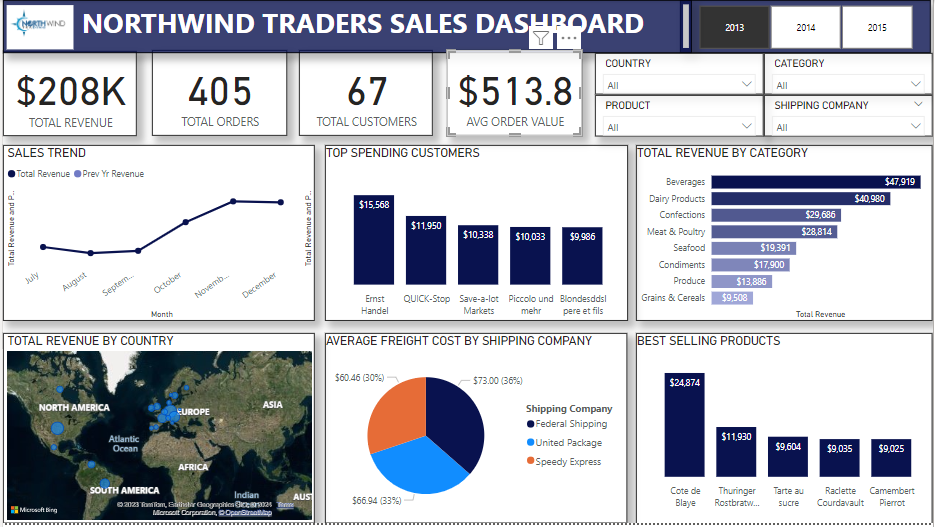 NORTHWIND
NORTHWIND TRADERS SALES DASHBOARD
2013
2014
2015
$208K
TOTAL REVENUE
405
TOTAL ORDERS
67
TOTAL CUSTOMERS
$513.8
AVG ORDER VALUE
COUNTRY
All
CATEGORY
All
PRODUCT
All
SHIPPING COMPANY
All
SALES TREND
Total Revenue
Prev Yr Revenue
Total Revenue and P...
Total Revenue and P...
July
August
Septem...
October
Novemb...
December
Month
TOP SPENDING CUSTOMERS
$15,568
$11,950
$10,338
$10,033
$9,986
Ernst
Handel
QUICK-Stop
Save-a-lot
Markets
Piccolo und
mehr
Blondesddsl
pere et fils
TOTAL REVENUE BY CATEGORY
Beverages $47,919
Dairy Products $40,980
Confections $29,686
Meat & Poultry $28,814
Seafood $19,391
Condiments $17,900
Produce $13,886
Grains & Cereals $9,508
Total Revenue
TOTAL REVENUE BY COUNTRY
NORTH AMERICA
EUROPE
ASIA
Atlantic
Ocean
AFRICA
SOUTH AMERICA
Indian
AUST
Microsoft Bing
© 2023 TomTom,
Microsoft Corporation, © OpenStreetMap
AVERAGE FREIGHT COST BY SHIPPING COMPANY
$60.46 (30%)
$73.00 (36%)
$66.94 (33%)
Shipping Company
Federal Shipping
United Package
Speedy Express
BEST SELLING PRODUCTS
$24,874
$11,930
$9,604
$9,035
$9,025
Cote de
Blaye
Thuringer
Rostbratw...
Tarte au
sucre
Raclette
Courdavault
Camembert
Pierrot